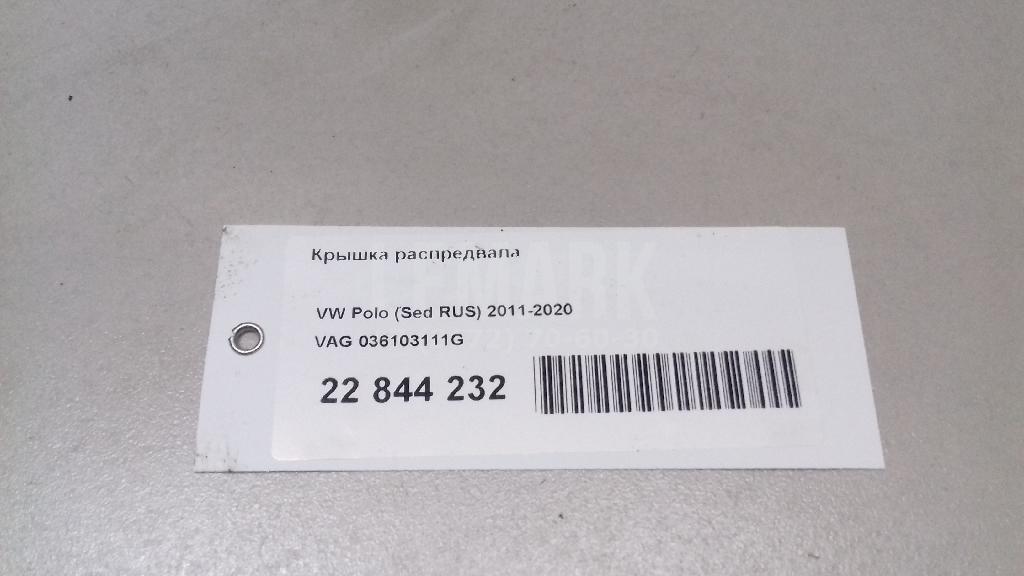 Крышка распредвала
VW Polo (Sed RUS) 2011-2020
VAG 036103111G
22 844 232